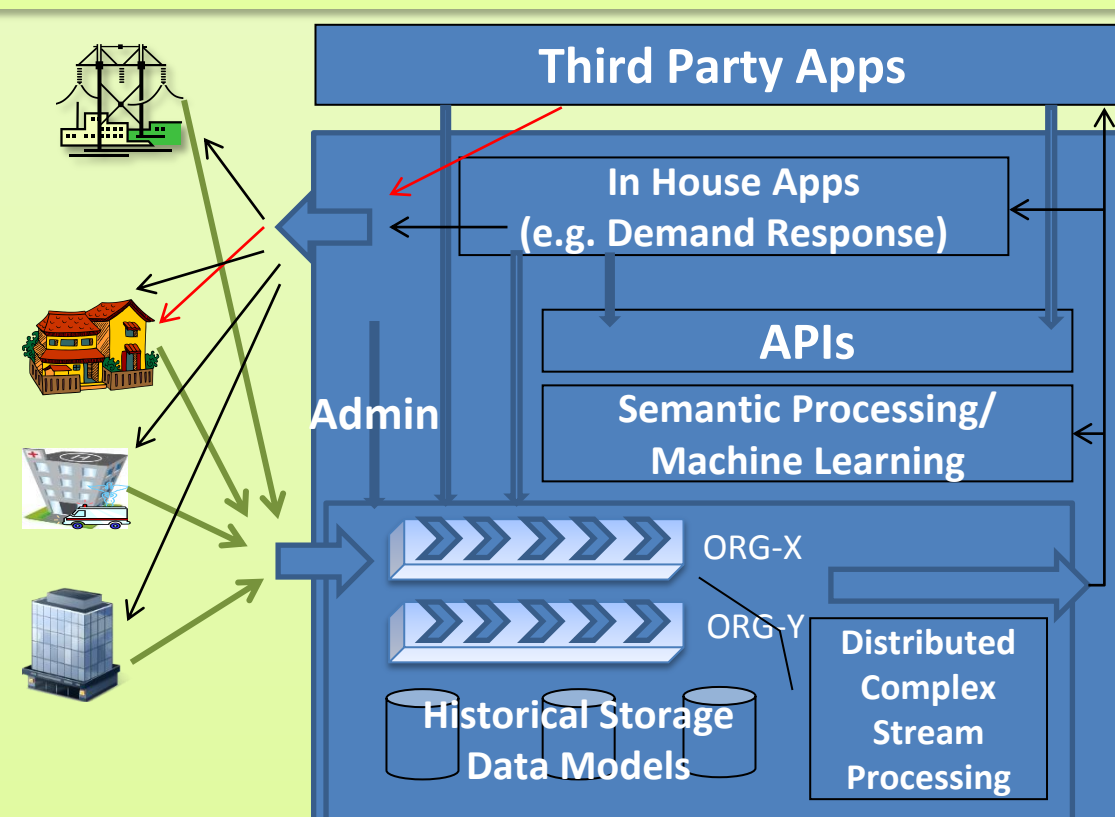 Third Party Apps
In House Apps
(e.g. Demand Response)
APIs
Admin
Semantic Processing/
Machine Learning
ORG-X
ORG-Y
Distributed
Complex
Stream
Processing
Historical Storage
Data Models